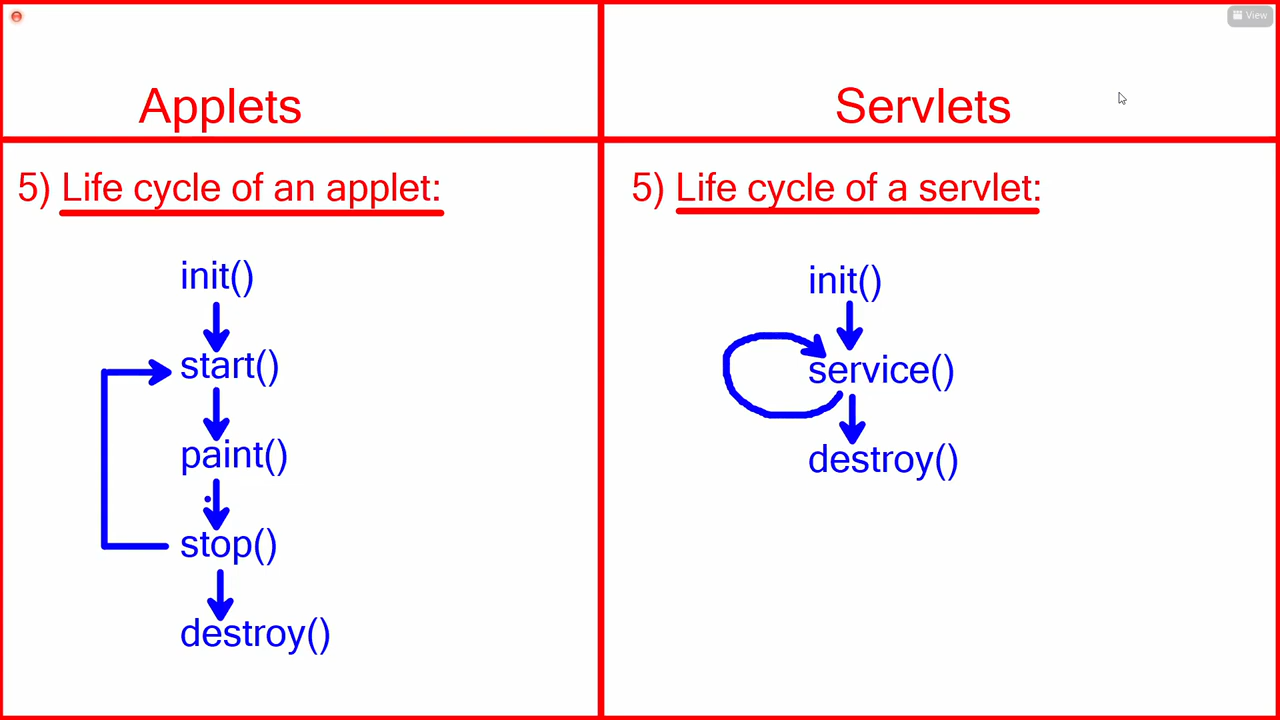 View
Applets
Servlets
5) Life cycle of an applet:
init()
start()
paint()
stop()
destroy()
5) Life cycle of a servlet:
init()
service()
destroy()